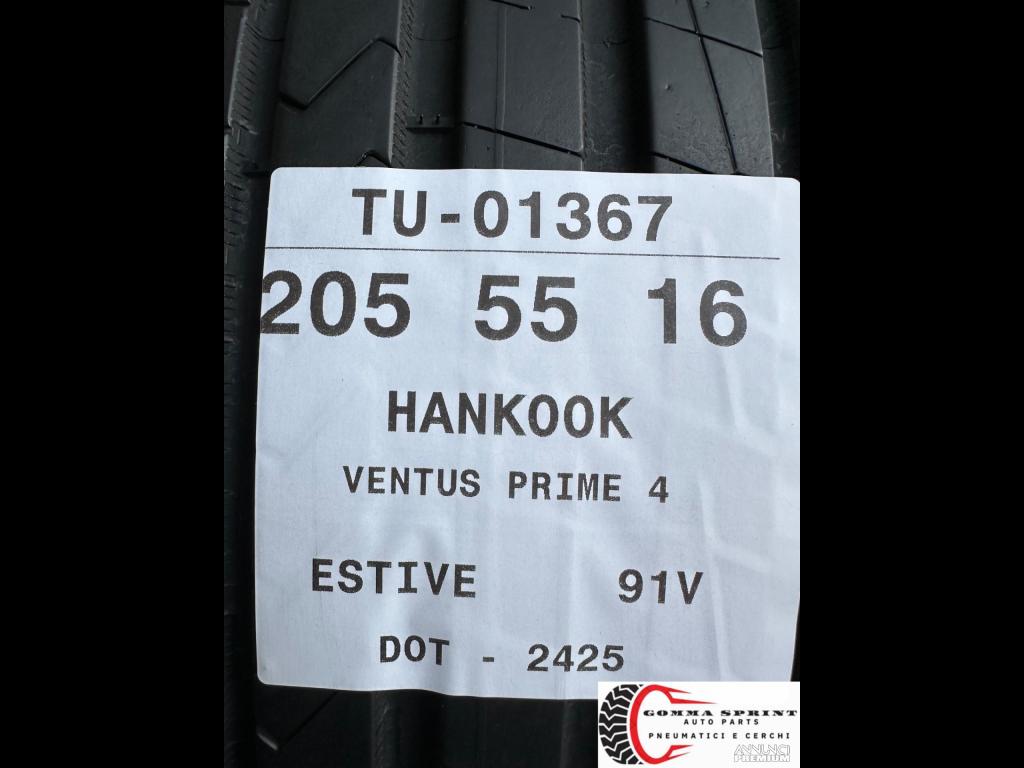 TU-01367
205 55 16
HANKOOK
VENTUS PRIME 4
ESTIVE 91V
DOT - 2425
GOMMA SPRINT
AUTO PARTS
PNEUMATICI E CERCHI
ANNUNCI
PREMIUM